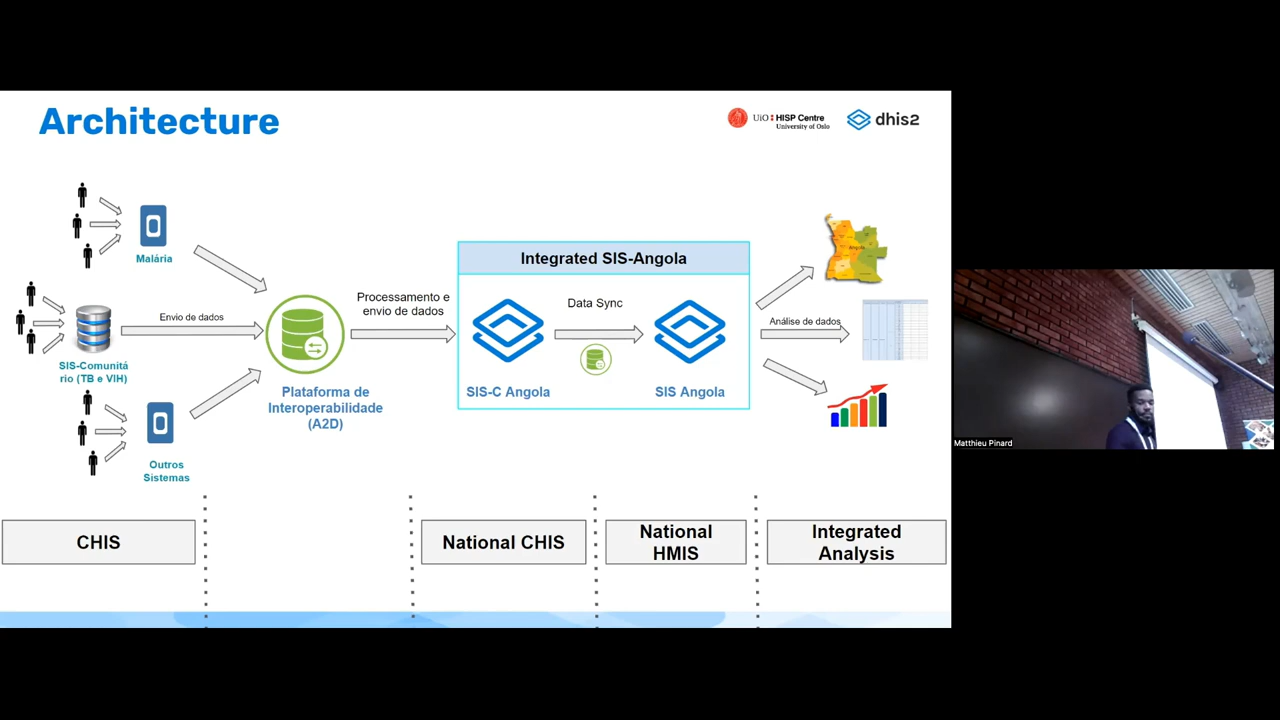 Architecture
UiO HISP Centre
University of Oslo
dhis2
Malária
SIS-Comunitá
rio (TB e VIH)
Outros
Sistemas
Envio de dados
Plataforma de
Interoperabilidade
(A2D)
Processamento e
envio de dados
Integrated SIS-Angola
Data Sync
SIS-C Angola
SIS Angola
Análise de dados
Angola
CHIS
National CHIS
National
HMIS
Integrated
Analysis
Matthieu Pinard